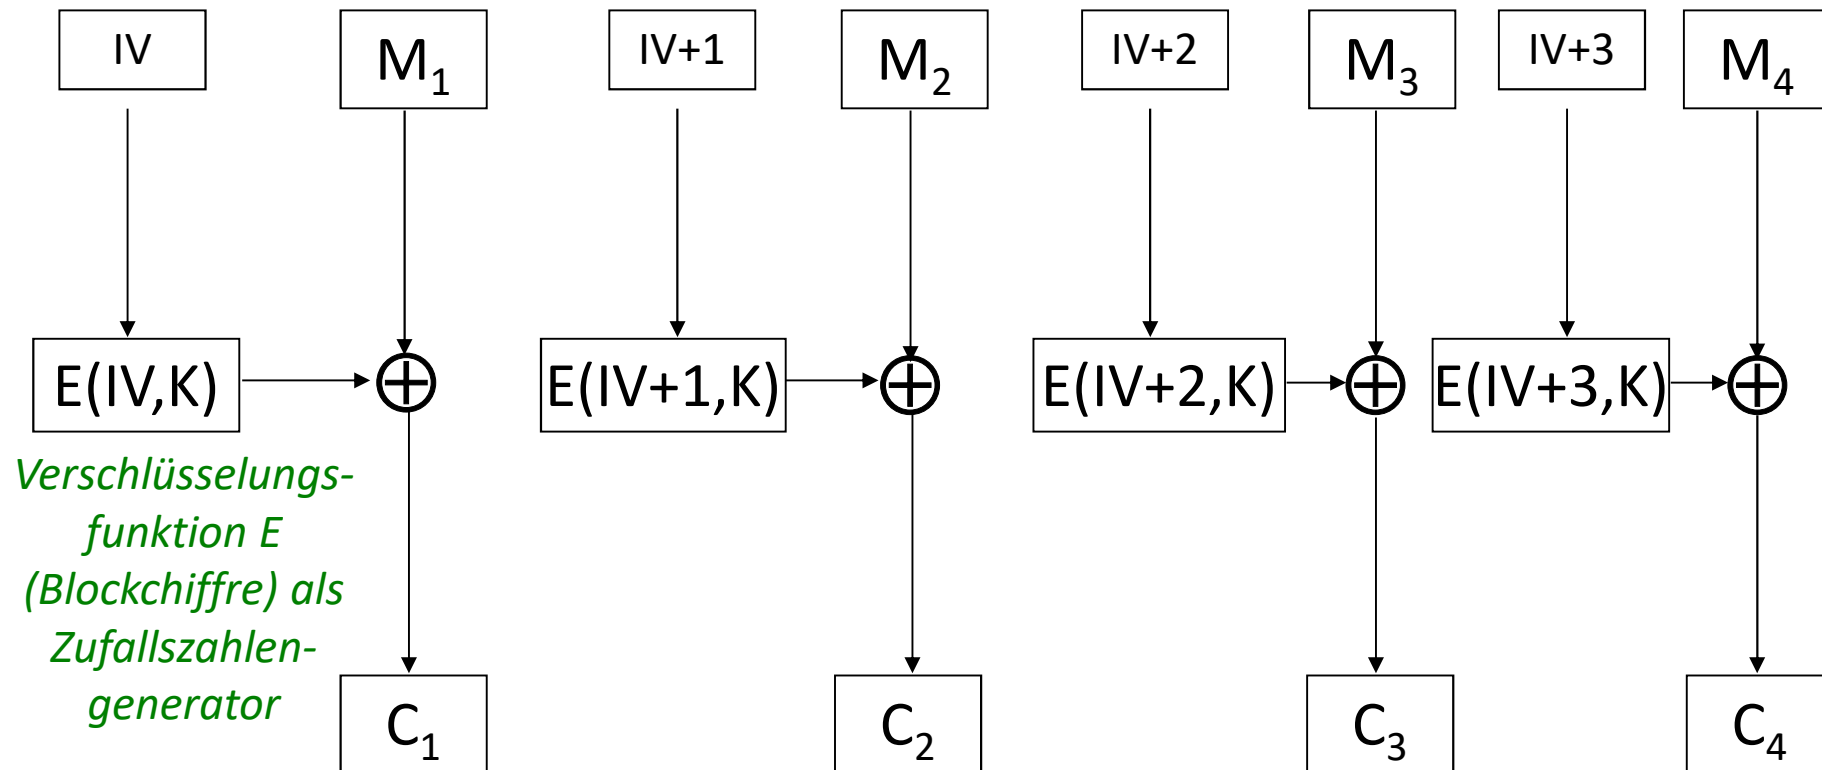 IV M₁ IV+1 M₂ IV+2 M₃ IV+3 M₄
E(IV,K) E(IV+1,K) E(IV+2,K) E(IV+3,K)
Verschlüsselungs-
funktion E
(Blockchiffre) als
Zufallszahlen-
generator
C₁ C₂ C₃ C₄